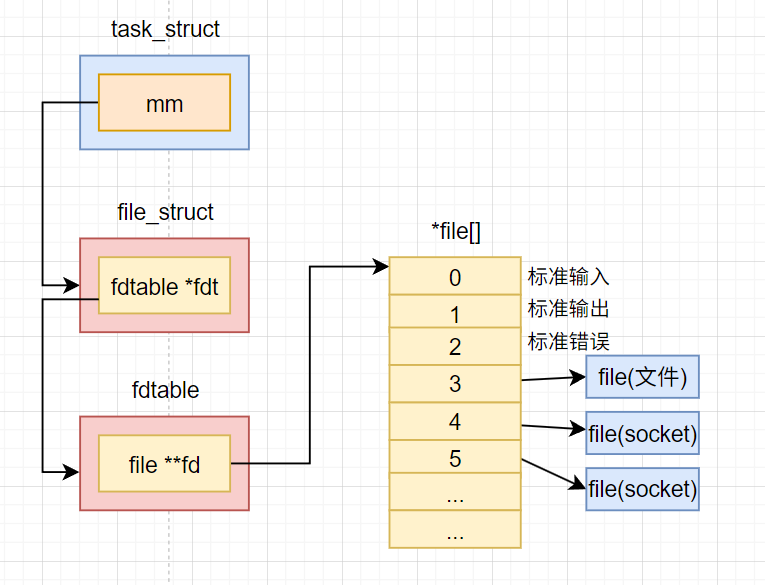 task_struct
mm
file_struct
fdtable *fdt
fdtable
file **fd
*file[]
0
标准输入
1
标准输出
2
标准错误
3
file(文件)
4
file(socket)
5
file(socket)
...
...